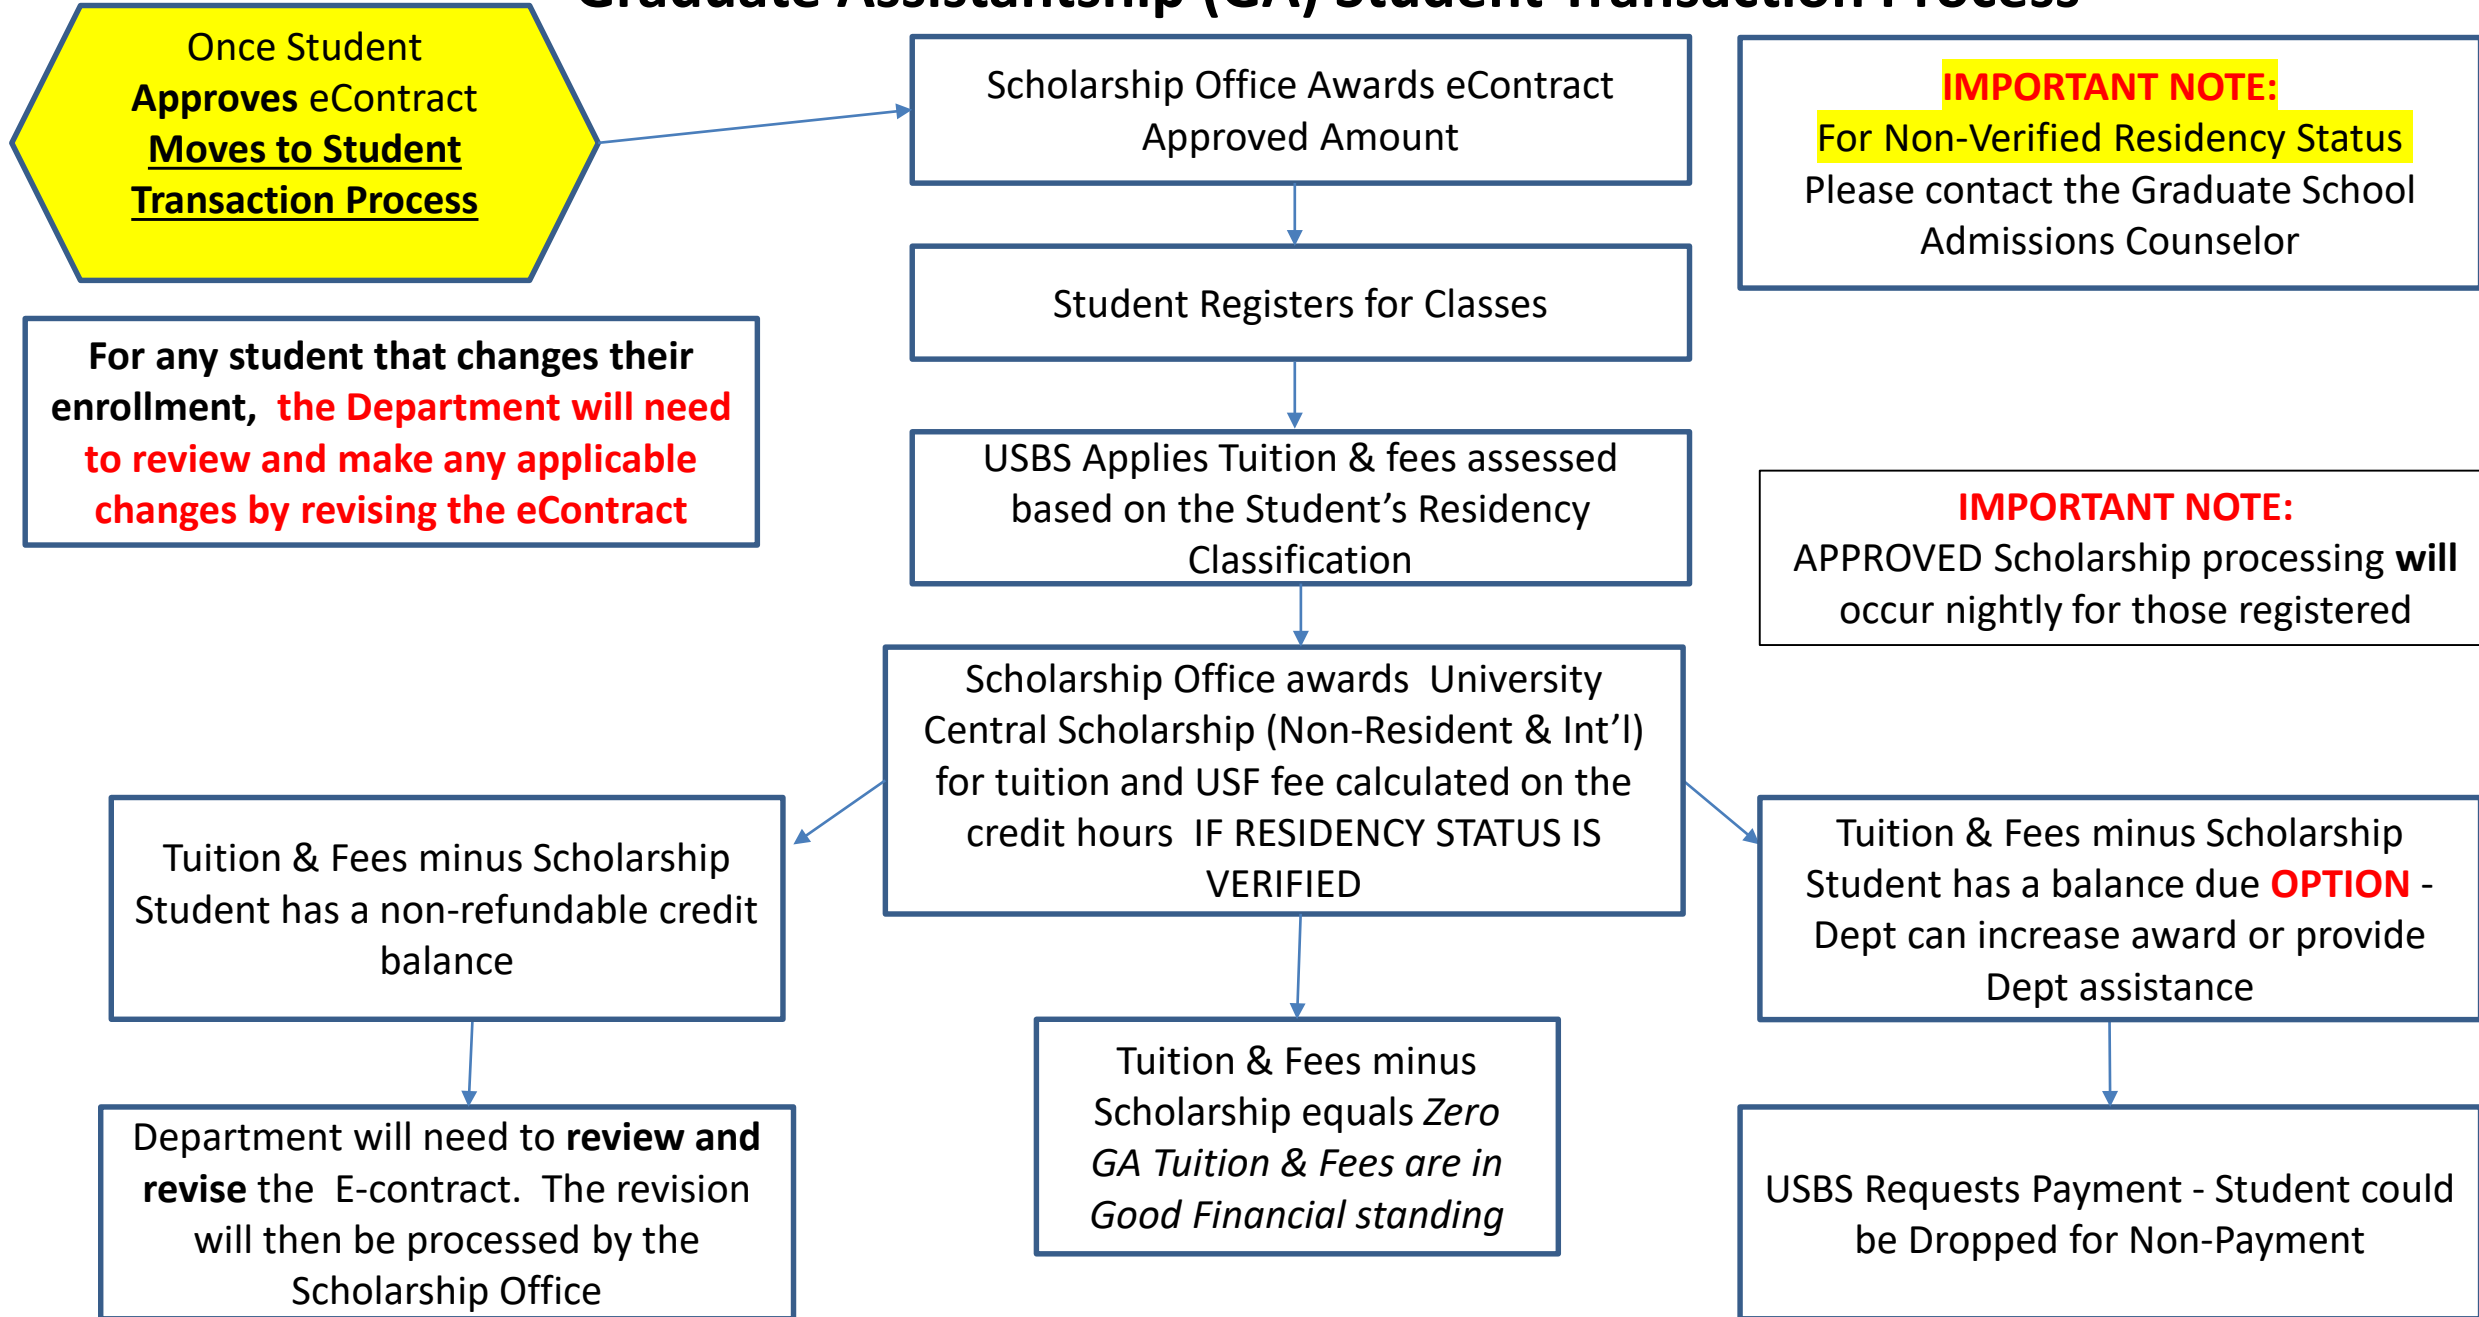 Graduate Assistantship (GA) Student Transaction Process
Once Student
Approves eContract
Moves to Student
Transaction Process
Scholarship Office Awards eContract
Approved Amount
IMPORTANT NOTE:
For Non-Verified Residency Status
Please contact the Graduate School
Admissions Counselor
Student Registers for Classes
For any student that changes their
enrollment, the Department will need
to review and make any applicable
changes by revising the eContract
USBS Applies Tuition & fees assessed
based on the Student’s Residency
Classification
IMPORTANT NOTE:
APPROVED Scholarship processing will
occur nightly for those registered
Scholarship Office awards University
Central Scholarship (Non-Resident & Int’l)
for tuition and USF fee calculated on the
credit hours IF RESIDENCY STATUS IS
VERIFIED
Tuition & Fees minus Scholarship
Student has a non-refundable credit
balance
Tuition & Fees minus Scholarship
Student has a balance due OPTION -
Dept can increase award or provide
Dept assistance
Tuition & Fees minus
Scholarship equals Zero
GA Tuition & Fees are in
Good Financial standing
Department will need to review and
revise the E-contract. The revision
will then be processed by the
Scholarship Office
USBS Requests Payment - Student could
be Dropped for Non-Payment